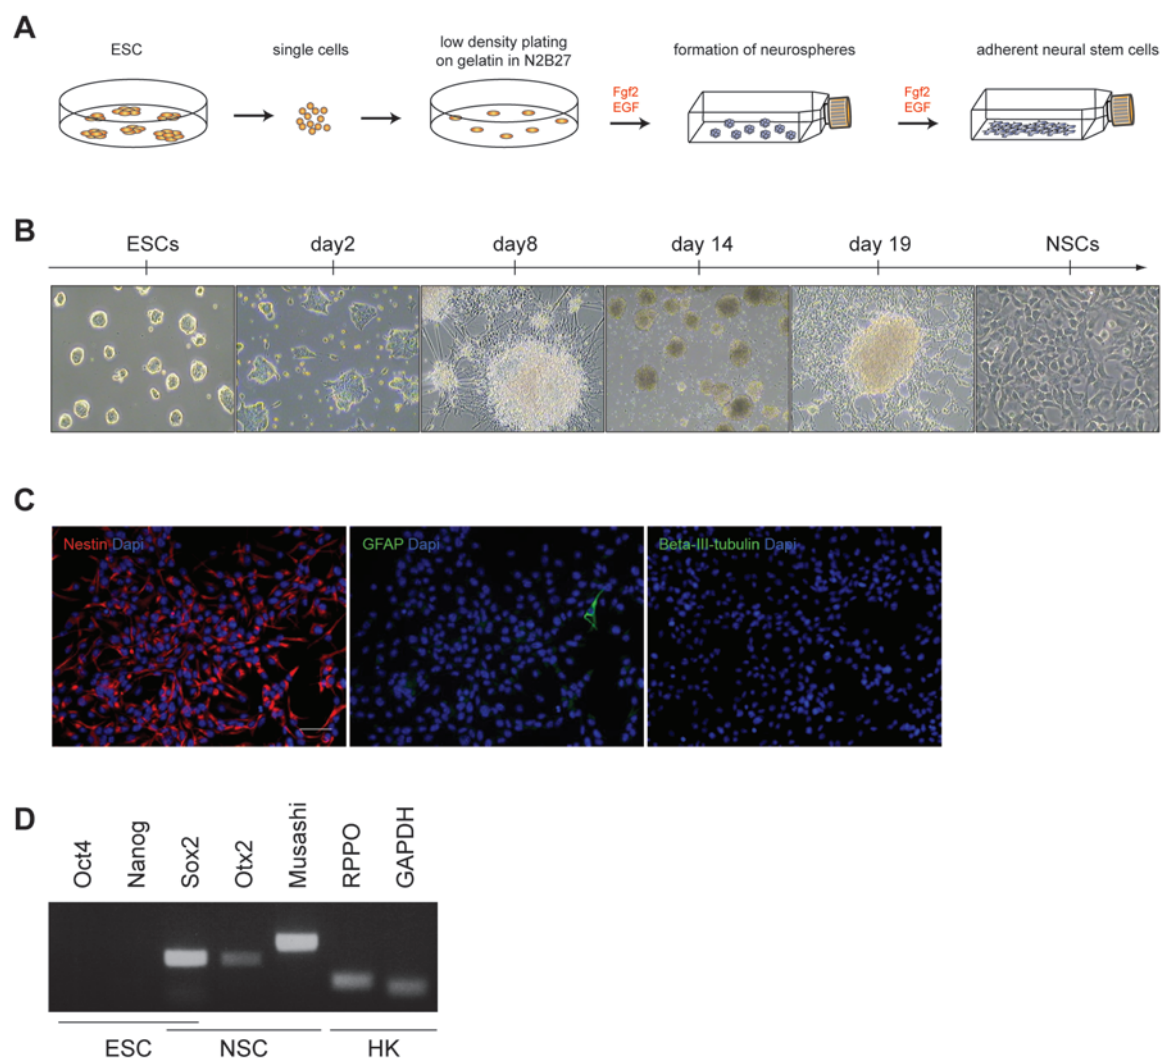 A
ESC
single cells
low density plating
on gelatin in N2B27
formation of neurospheres
adherent neural stem cells
Fgf2
EGF
Fgf2
EGF
B
ESCs
day2
day8
day 14
day 19
NSCs
C
Nestin Dapi
GFAP Dapi
Beta-III-tubulin Dapi
D
Oct4
Nanog
Sox2
Otx2
Musashi
RPPO
GAPDH
ESC
NSC
HK